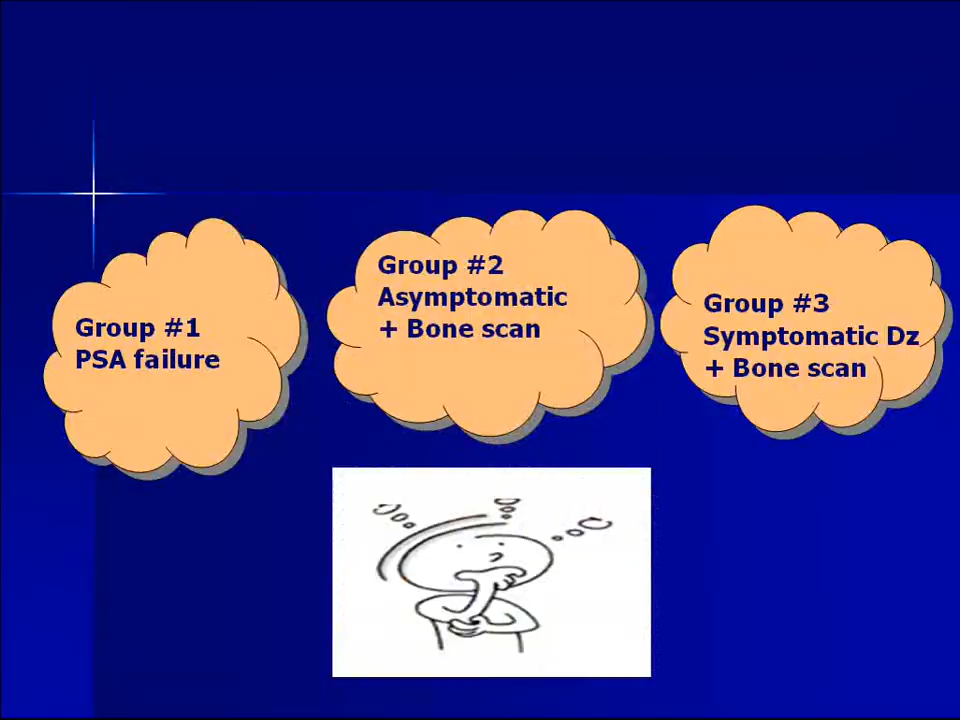 Group #1
PSA failure
Group #2
Asymptomatic
+ Bone scan
Group #3
Symptomatic Dz
+ Bone scan